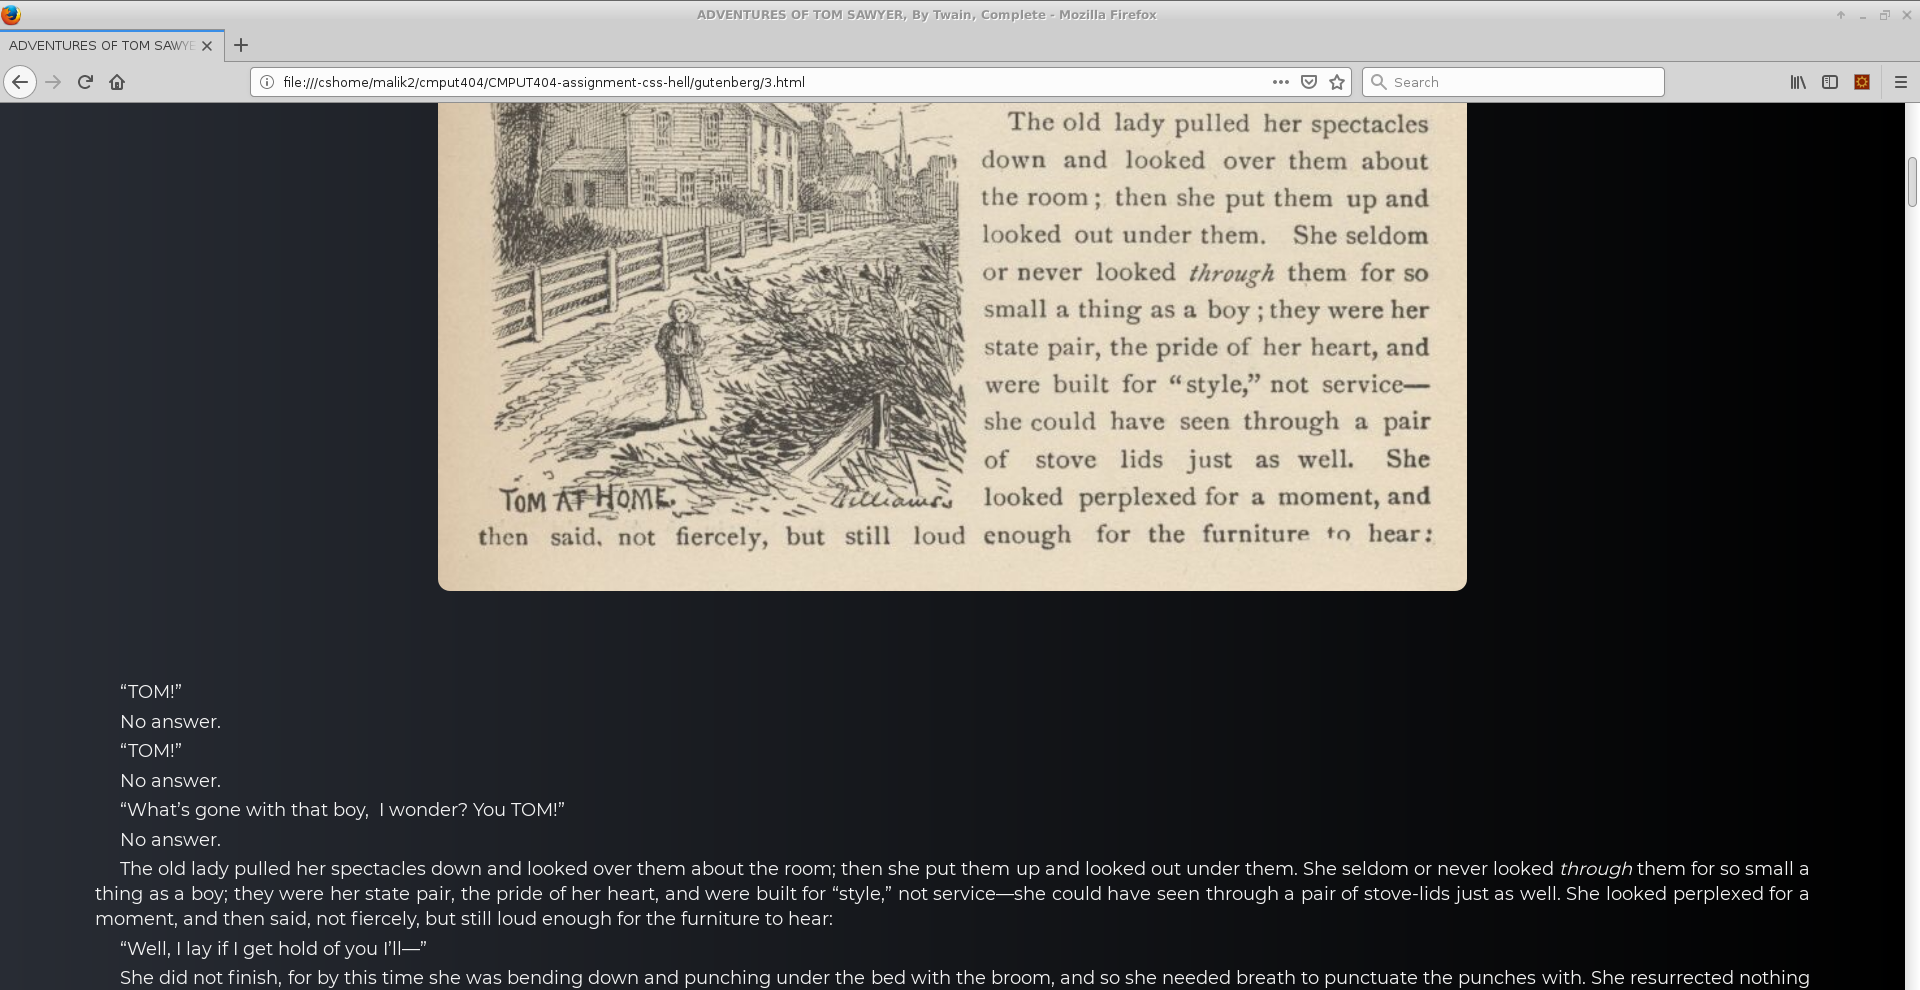 ADVENTURES OF TOM SAWYER, By Twain, Complete - Mozilla Firefox
ADVENTURES OF TOM SAWYE
file:///cshome/malik2/cmput404/CMPUT404-assignment-css-hell/gutenberg/3.html
Search
The old lady pulled her spectacles
down and looked over them about
the room; then she put them up and
looked out under them. She seldom
or never looked through them for so
small a thing as a boy; they were her
state pair, the pride of her heart, and
were built for “style,” not service—
she could have seen through a pair
of stove lids just as well. She
looked perplexed for a moment, and
TOM AT HOME.
Williams
then said, not fiercely, but still loud enough for the furniture to hear:
“TOM!”
No answer.
“TOM!”
No answer.
“What’s gone with that boy,  I wonder? You TOM!”
No answer.
The old lady pulled her spectacles down and looked over them about the room; then she put them up and looked out under them. She seldom or never looked through them for so small a
thing as a boy; they were her state pair, the pride of her heart, and were built for “style,” not service—she could have seen through a pair of stove-lids just as well. She looked perplexed for a
moment, and then said, not fiercely, but still loud enough for the furniture to hear:
“Well, I lay if I get hold of you I’ll—”
She did not finish, for by this time she was bending down and punching under the bed with the broom, and so she needed breath to punctuate the punches with. She resurrected nothing